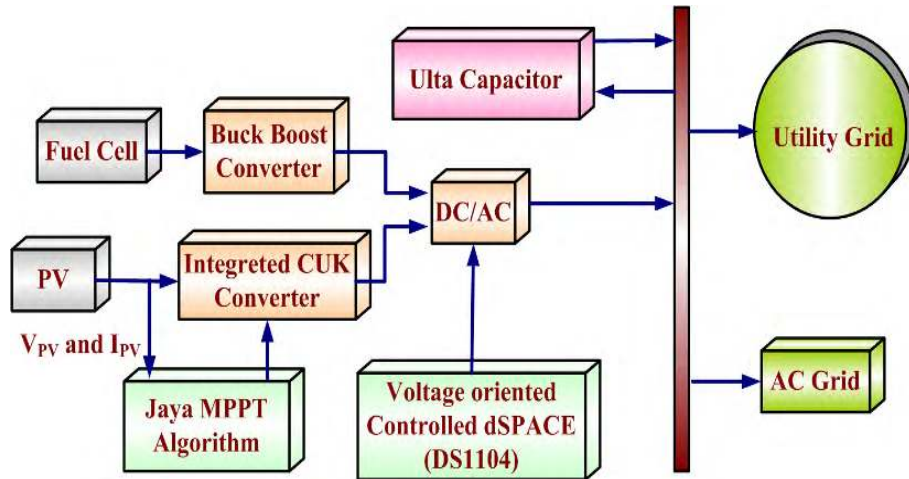 Ulta Capacitor
Utility Grid
Fuel Cell
Buck Boost
Converter
DC/AC
PV
Integreted CUK
Converter
VPV and IPV
Jaya MPPT
Algorithm
Voltage oriented
Controlled dSPACE
(DS1104)
AC Grid